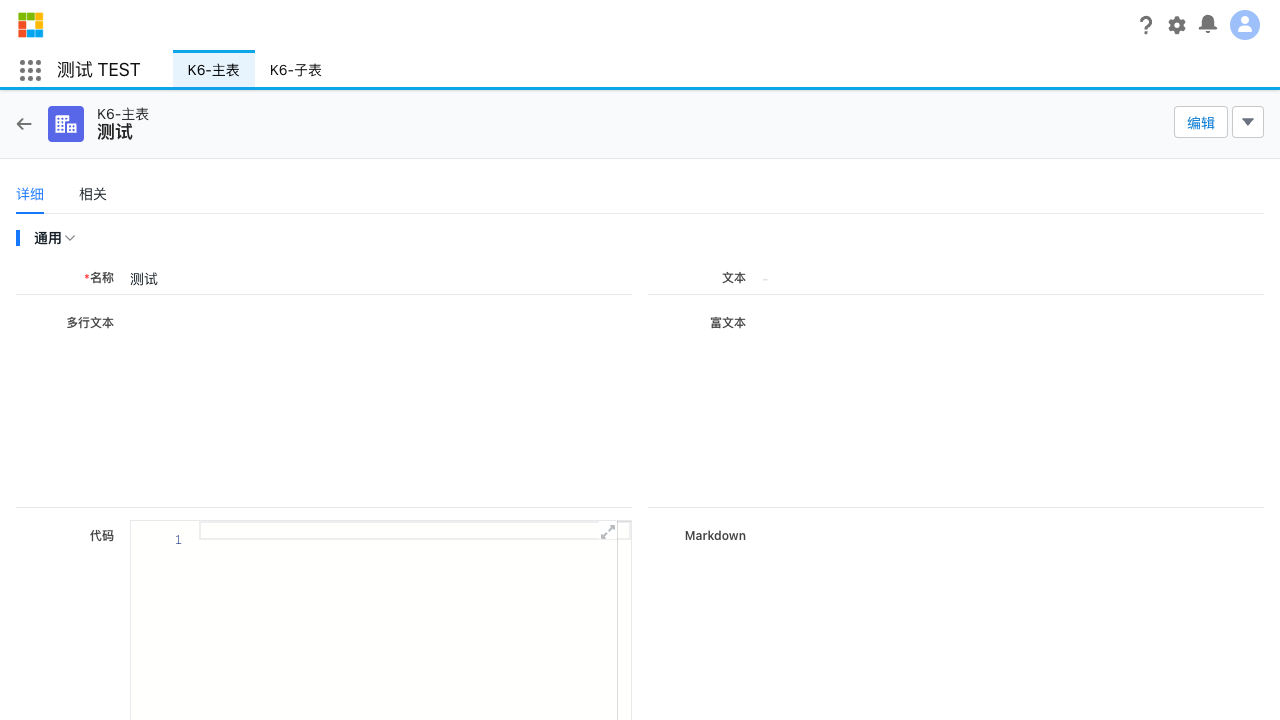 测试 TEST
K6-主表
K6-子表
K6-主表
测试
编辑
详细
相关
通用
*名称
测试
文本
--
多行文本
富文本
代码
1
Markdown